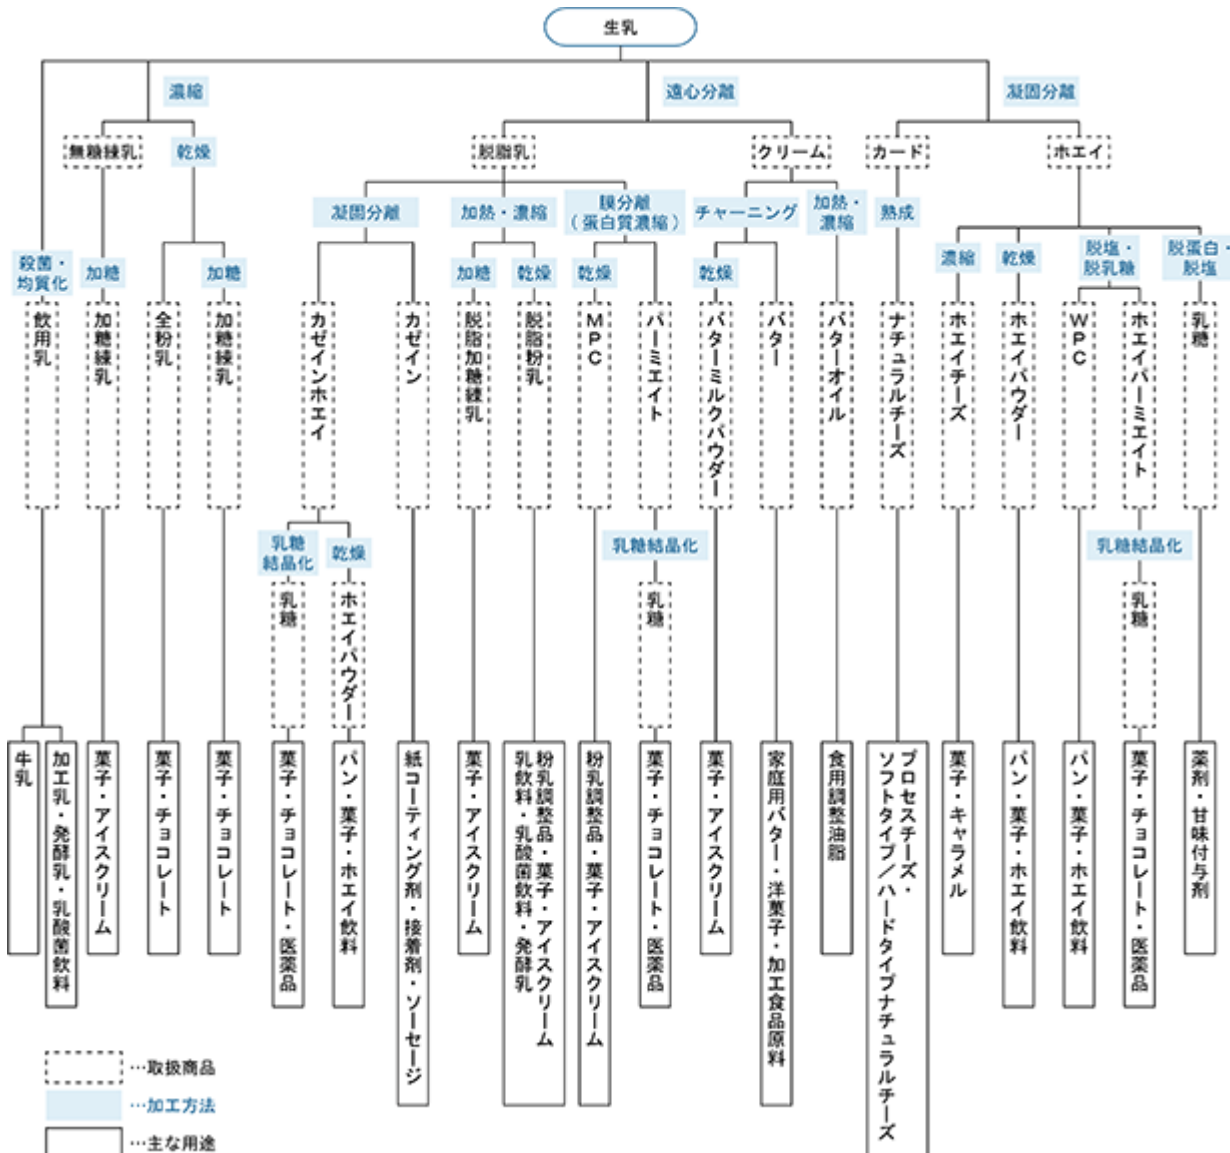 生乳
濃縮
遠心分離
凝固分離
無糖練乳
乾燥
脱脂乳
クリーム
カード
ホエイ
凝固分離
加熱・濃縮
膜分離
(蛋白質濃縮)
チャーニング
加熱・
濃縮
熟成
殺菌・
均質化
加糖
加糖
加糖
乾燥
乾燥
乾燥
濃縮
乾燥
脱塩・
脱乳糖
脱蛋白・
脱塩
飲用乳
加糖練乳
全粉乳
加糖練乳
カゼインホエイ
カゼイン
脱脂加糖練乳
脱脂粉乳
MPC
パーミエイト
バターミルクパウダー
バター
バターオイル
ナチュラルチーズ
ホエイチーズ
ホエイパウダー
WPC
ホエイパーミエイト
乳糖
乳糖
結晶化
乾燥
乳糖結晶化
乳糖結晶化
乳糖
ホエイパウダー
乳糖
乳糖
牛乳
加工乳・発酵乳・乳酸菌飲料
菓子・アイスクリーム
菓子・チョコレート
菓子・チョコレート
菓子・チョコレート・医薬品
パン・菓子・ホエイ飲料
紙コーティング剤・接着剤・ソーセージ
菓子・アイスクリーム
粉乳調整品・菓子・アイスクリーム
乳飲料・乳酸菌飲料・発酵乳
粉乳調整品・菓子・アイスクリーム
菓子・チョコレート・医薬品
菓子・アイスクリーム
家庭用バター・洋菓子・加工食品原料
食用調整油脂
プロセスチーズ・
ソフトタイプ/ハードタイプナチュラルチーズ
菓子・キャラメル
パン・菓子・ホエイ飲料
パン・菓子・ホエイ飲料
菓子・チョコレート・医薬品
薬剤・甘味付与剤
…取扱商品
…加工方法
…主な用途